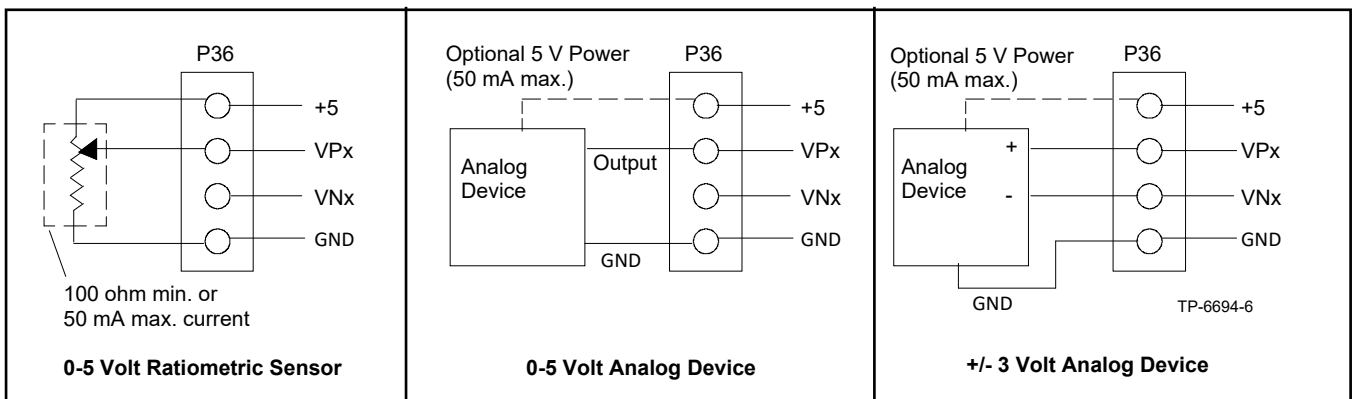 P36
+5
VPx
VNx
GND
100 ohm min. or
50 mA max. current
0-5 Volt Ratiometric Sensor
Optional 5 V Power
(50 mA max.)
P36
Analog
Device
Output
GND
+5
VPx
VNx
GND
0-5 Volt Analog Device
Optional 5 V Power
(50 mA max.)
P36
Analog
Device
+
-
GND
+5
VPx
VNx
GND
TP-6694-6
+/- 3 Volt Analog Device